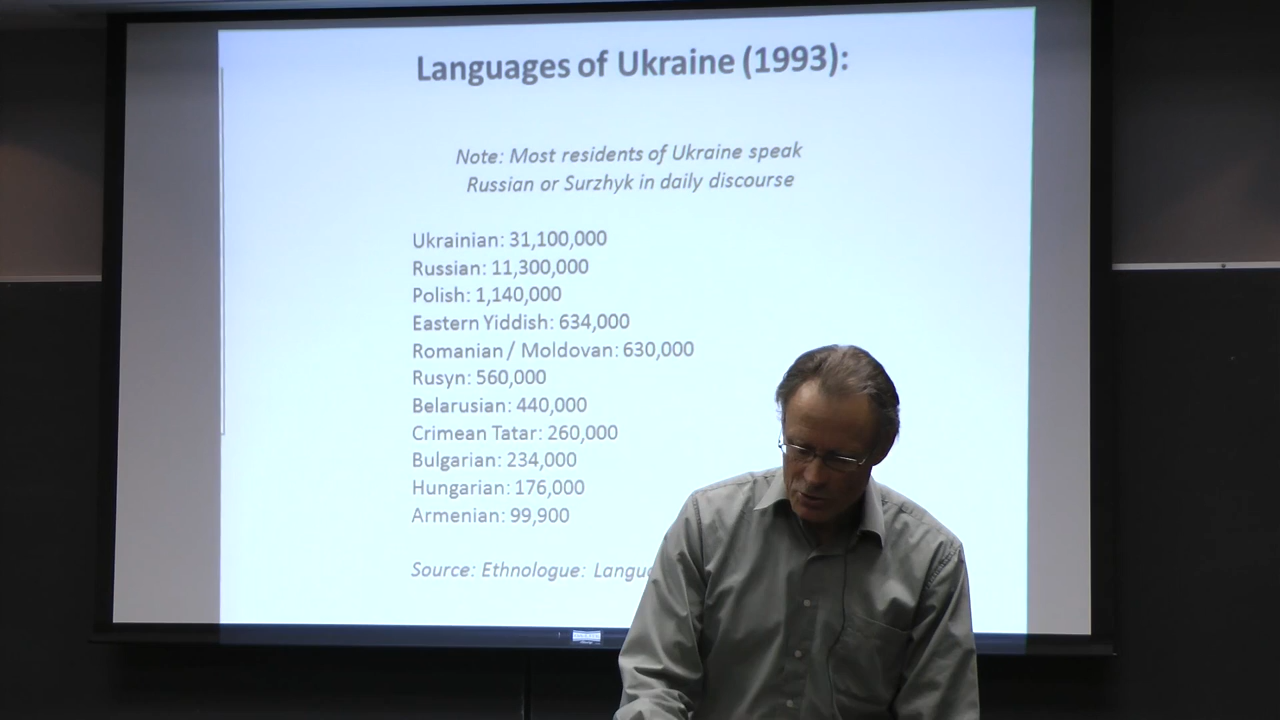 Languages of Ukraine (1993):
Note: Most residents of Ukraine speak
Russian or Surzhyk in daily discourse
Ukrainian: 31,100,000
Russian: 11,300,000
Polish: 1,140,000
Eastern Yiddish: 634,000
Romanian / Moldovan: 630,000
Rusyn: 560,000
Belarusian: 440,000
Crimean Tatar: 260,000
Bulgarian: 234,000
Hungarian: 176,000
Armenian: 99,900
Source: Ethnologue: